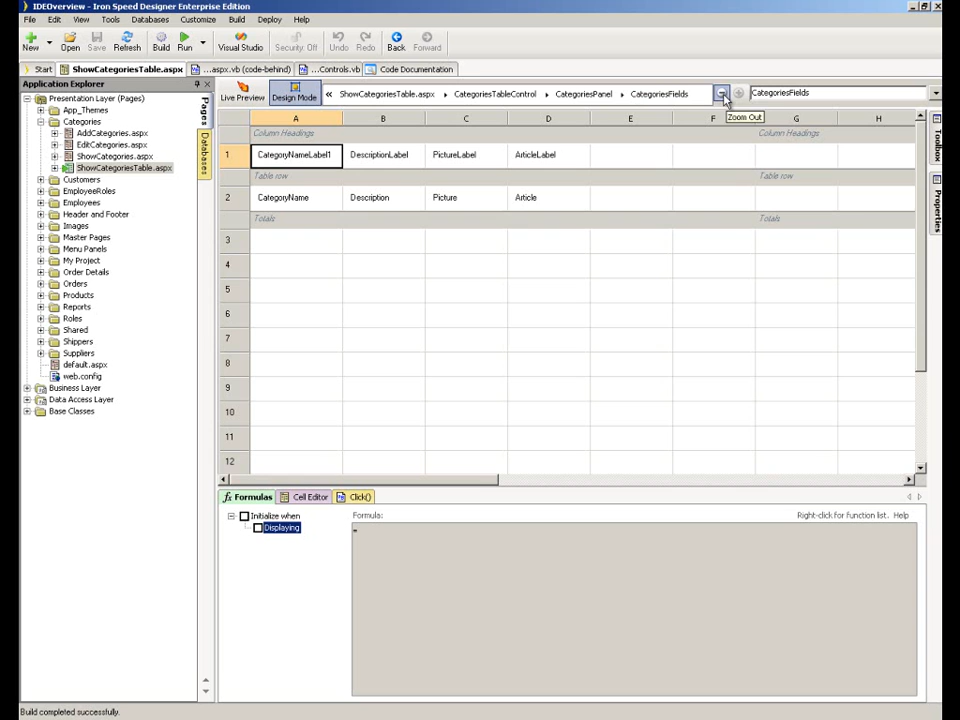 IDEOverview - Iron Speed Designer Enterprise Edition
File Edit View Tools Databases Customize Build Deploy Help
New Open Save Refresh Build Run Visual Studio Security: Off Undo Redo Back Forward
Start ShowCategoriesTable.aspx ...aspx.vb (code-behind) ...Controls.vb Code Documentation
Application Explorer
Live Preview Design Mode « ShowCategoriesTable.aspx CategoriesTableControl CategoriesPanel CategoriesFields CategoriesFields
Zoom Out
Presentation Layer (Pages)
App_Themes
Categories
AddCategories.aspx
EditCategories.aspx
ShowCategories.aspx
ShowCategoriesTable.aspx
Customers
EmployeeRoles
Employees
Header and Footer
Images
Master Pages
Menu Panels
My Project
Order Details
Orders
Products
Reports
Roles
Shared
Shippers
Suppliers
default.aspx
web.config
Business Layer
Data Access Layer
Base Classes
Pages
Databases
A B C D E F G H
Column Headings Column Headings
1 CategoryNameLabel1 DescriptionLabel PictureLabel ArticleLabel
Table row Table row
2 CategoryName Description Picture Article
Totals Totals
3
4
5
6
7
8
9
10
11
12
Toolbox
Properties
fx Formulas Cell Editor Click()
Initialize when
Displaying
Formula: Right-click for function list. Help
=
Build completed successfully.